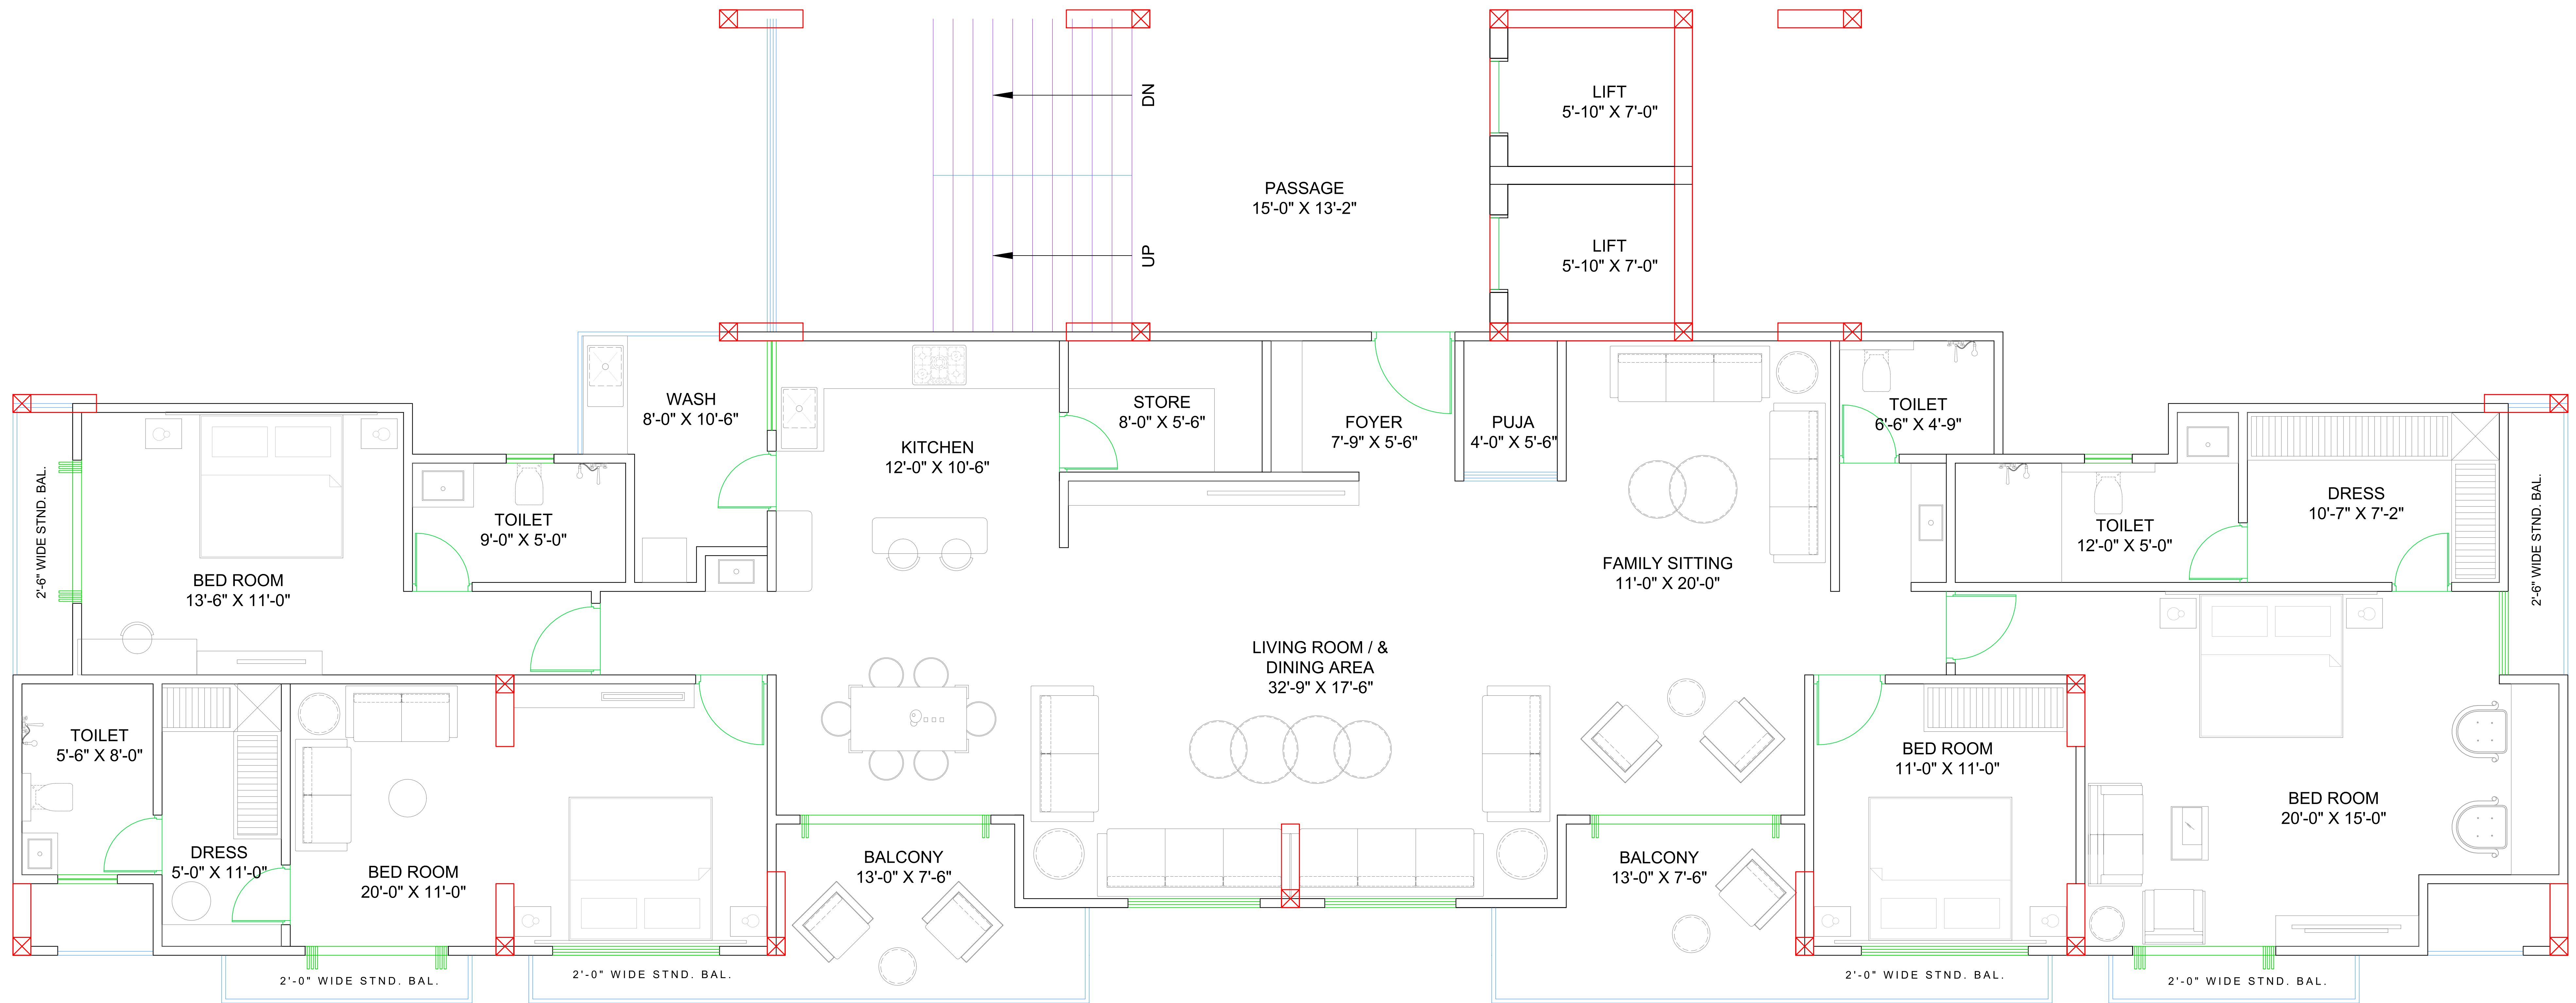 DN
LIFT
5'-10" X 7'-0"
PASSAGE
15'-0" X 13'-2"
UP
LIFT
5'-10" X 7'-0"
2'-6" WIDE STND. BAL.
BED ROOM
13'-6" X 11'-0"
TOILET
9'-0" X 5'-0"
WASH
8'-0" X 10'-6"
KITCHEN
12'-0" X 10'-6"
STORE
8'-0" X 5'-6"
FOYER
7'-9" X 5'-6"
PUJA
4'-0" X 5'-6"
FAMILY SITTING
11'-0" X 20'-0"
TOILET
6'-6" X 4'-9"
TOILET
12'-0" X 5'-0"
DRESS
10'-7" X 7'-2"
2'-6" WIDE STND. BAL.
LIVING ROOM / &
DINING AREA
32'-9" X 17'-6"
TOILET
5'-6" X 8'-0"
DRESS
5'-0" X 11'-0"
BED ROOM
20'-0" X 11'-0"
BALCONY
13'-0" X 7'-6"
BALCONY
13'-0" X 7'-6"
BED ROOM
11'-0" X 11'-0"
BED ROOM
20'-0" X 15'-0"
2'-0" WIDE STND. BAL.
2'-0" WIDE STND. BAL.
2'-0" WIDE STND. BAL.
2'-0" WIDE STND. BAL.